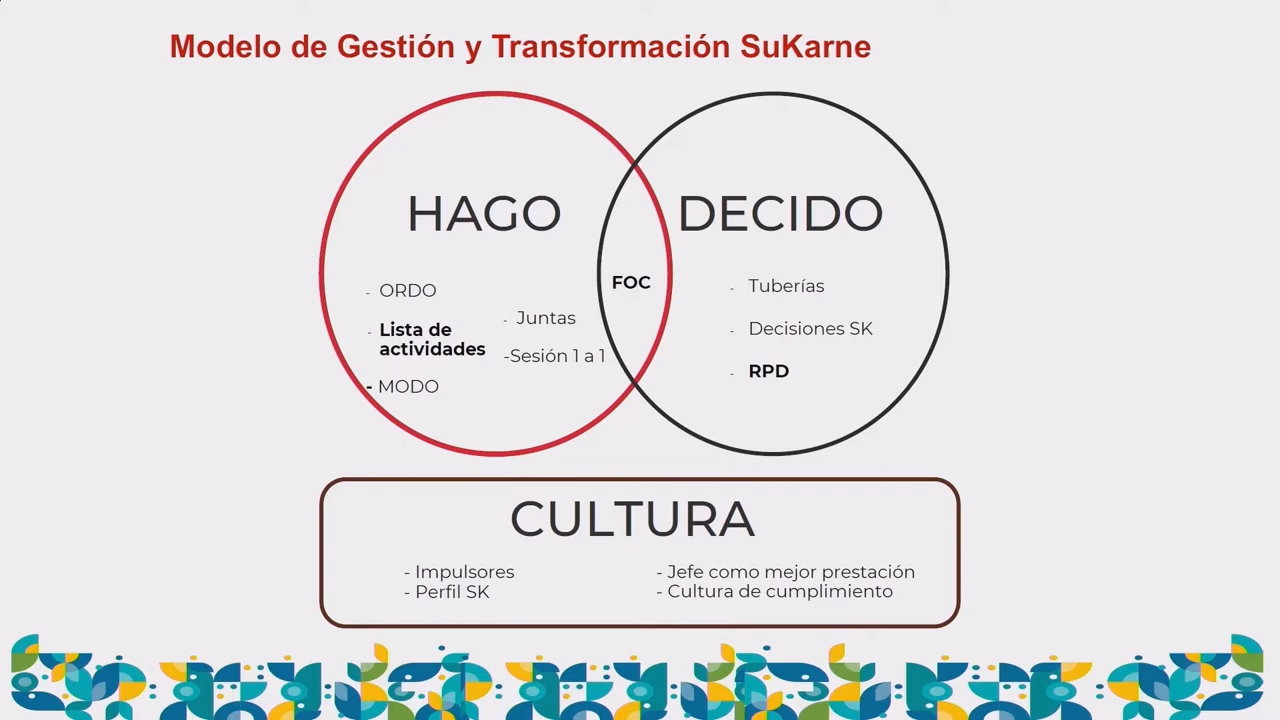 Modelo de Gestión y Transformación SuKarne
HAGO
- ORDO
- Lista de
actividades
- MODO
- Juntas
-Sesión 1 a 1
FOC
DECIDO
- Tuberías
- Decisiones SK
- RPD
CULTURA
- Impulsores
- Perfil SK
- Jefe como mejor prestación
- Cultura de cumplimiento